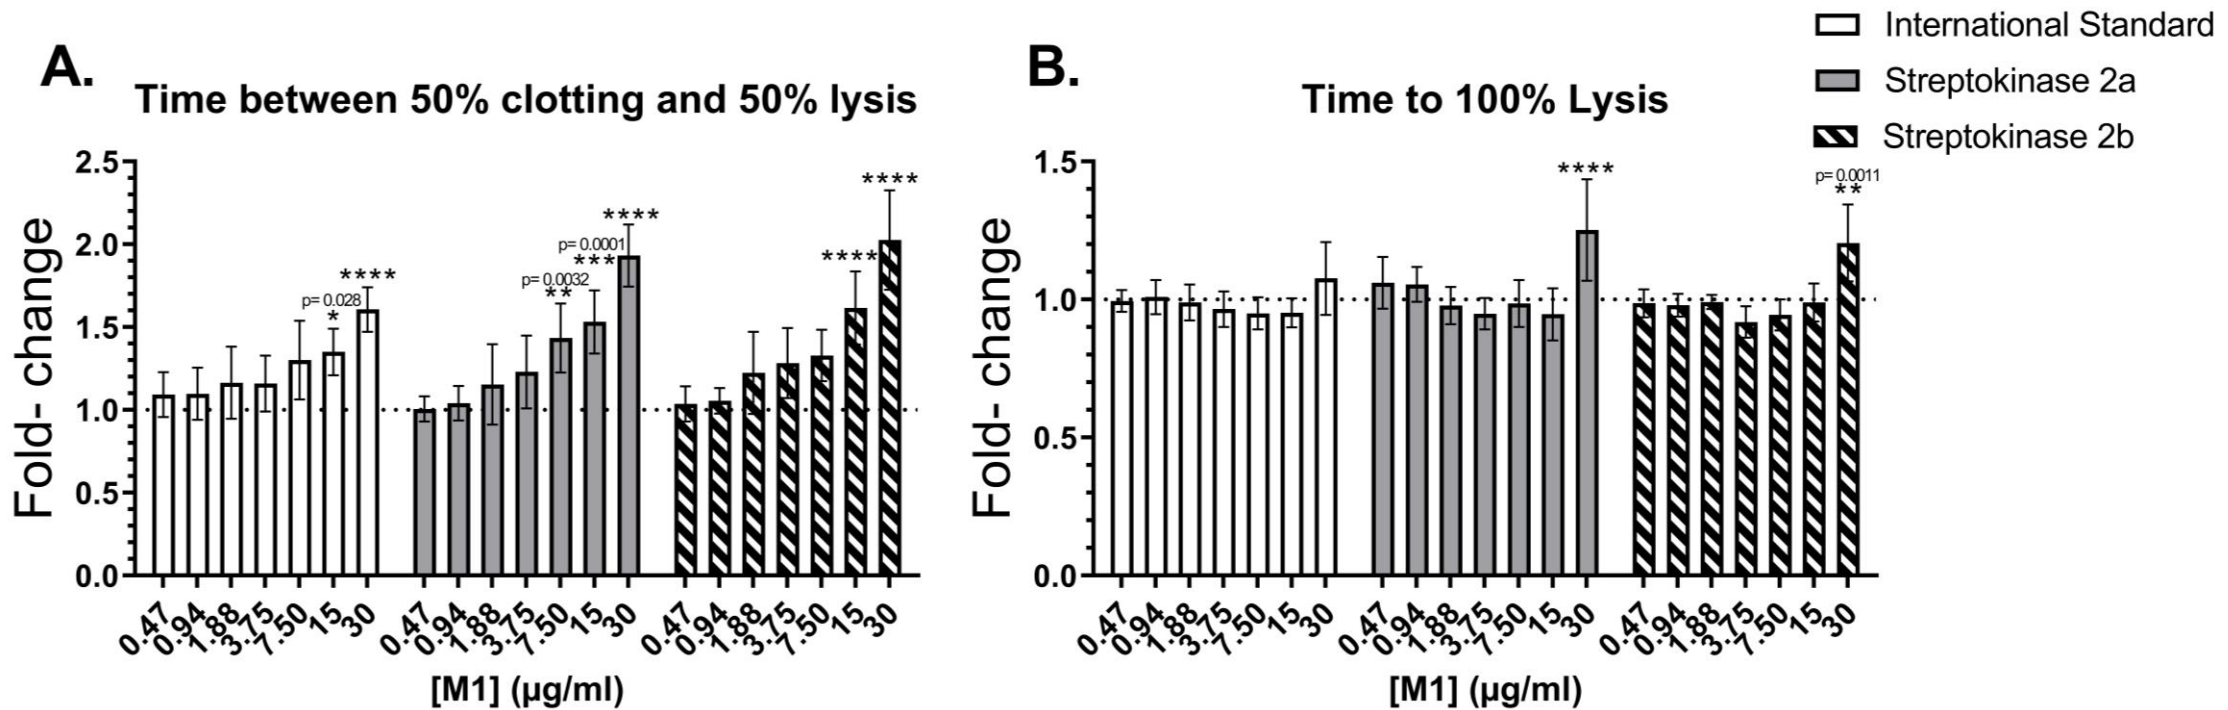 A.
Time between 50% clotting and 50% lysis
Fold- change
2.5
2.0
1.5
1.0
0.5
0.0
p= 0.028
*
****
p= 0.0032
**
p= 0.0001
***
****
****
****
0.47 0.94 1.88 3.75 7.50 15 30 0.47 0.94 1.88 3.75 7.50 15 30 0.47 0.94 1.88 3.75 7.50 15 30
[M1] (µg/ml)
B.
Time to 100% Lysis
Fold- change
1.5
1.0
0.5
0.0
****
p= 0.0011
**
0.47 0.94 1.88 3.75 7.50 15 30 0.47 0.94 1.88 3.75 7.50 15 30 0.47 0.94 1.88 3.75 7.50 15 30
[M1] (µg/ml)
International Standard
Streptokinase 2a
Streptokinase 2b